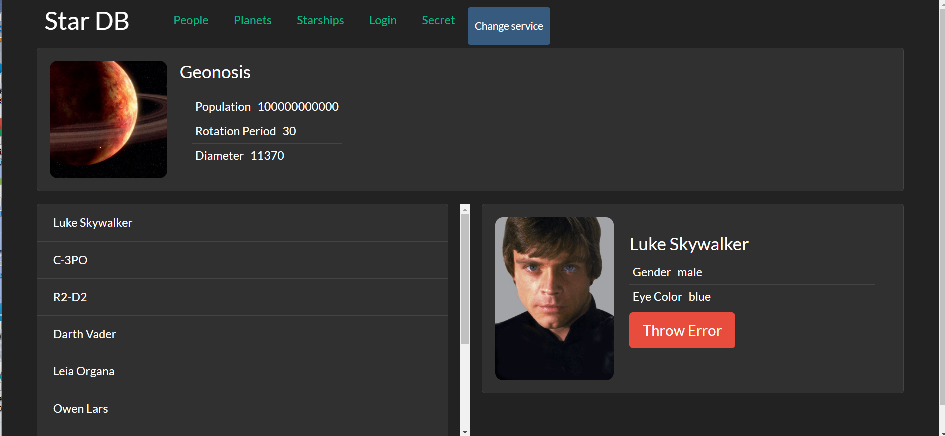 Star DB
People
Planets
Starships
Login
Secret
Change service
Geonosis
Population 100000000000
Rotation Period 30
Diameter 11370
Luke Skywalker
C-3PO
R2-D2
Darth Vader
Leia Organa
Owen Lars
Luke Skywalker
Gender male
Eye Color blue
Throw Error